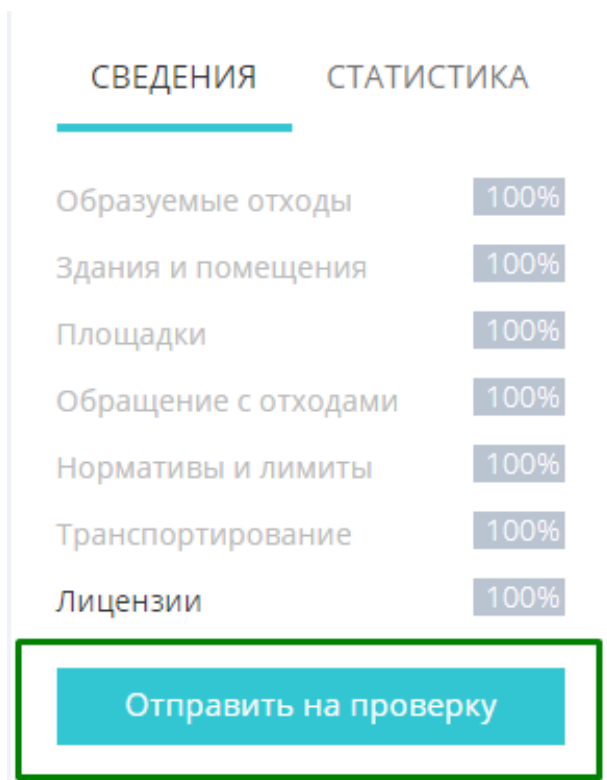 СВЕДЕНИЯ СТАТИСТИКА
Образуемые отходы 100%
Здания и помещения 100%
Площадки 100%
Обращение с отходами 100%
Нормативы и лимиты 100%
Транспортирование 100%
Лицензии 100%
Отправить на проверку